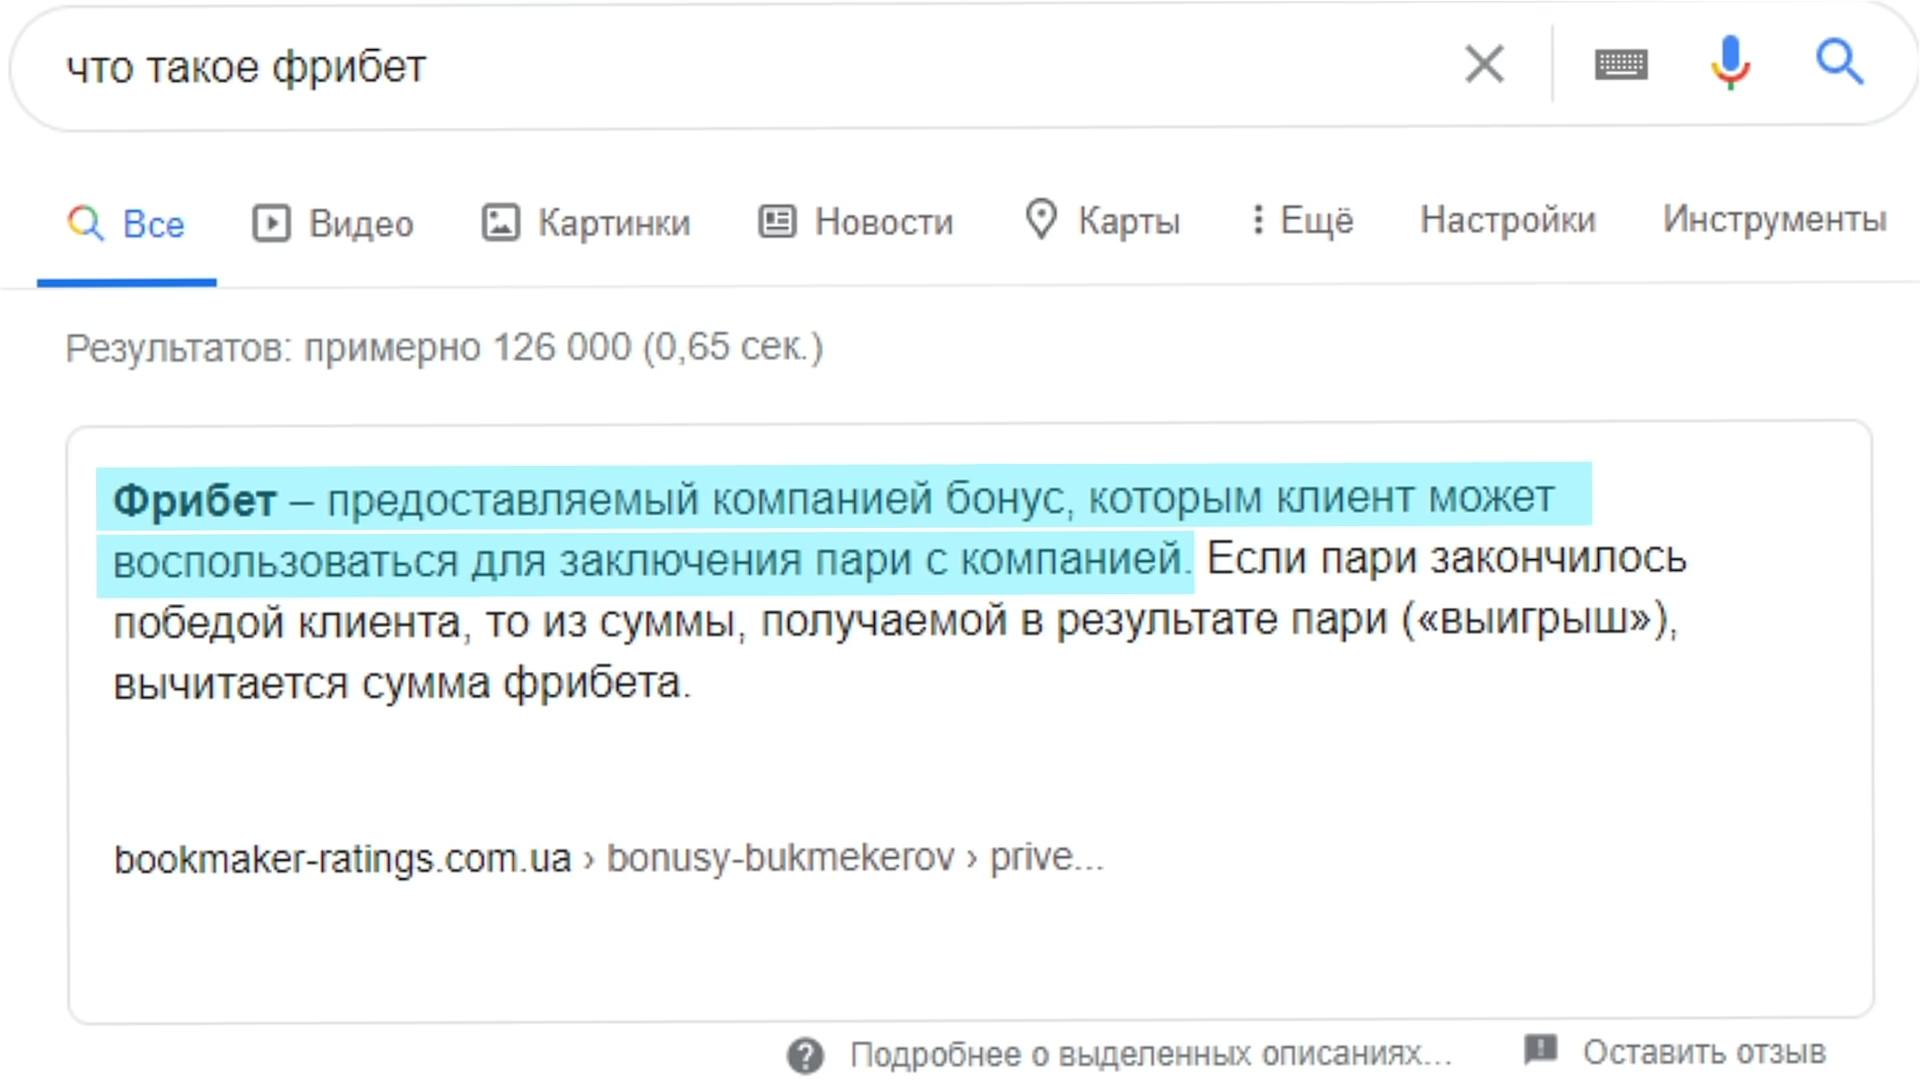 что такое фрибет
Все Видео Картинки Новости Карты Ещё Настройки Инструменты
Результатов: примерно 126 000 (0,65 сек.)
Фрибет – предоставляемый компанией бонус, которым клиент может
воспользоваться для заключения пари с компанией. Если пари закончилось
победой клиента, то из суммы, получаемой в результате пари («выигрыш»),
вычитается сумма фрибета.
bookmaker-ratings.com.ua › bonusy-bukmekerov › prive...
Подробнее о выделенных описаниях... Оставить отзыв